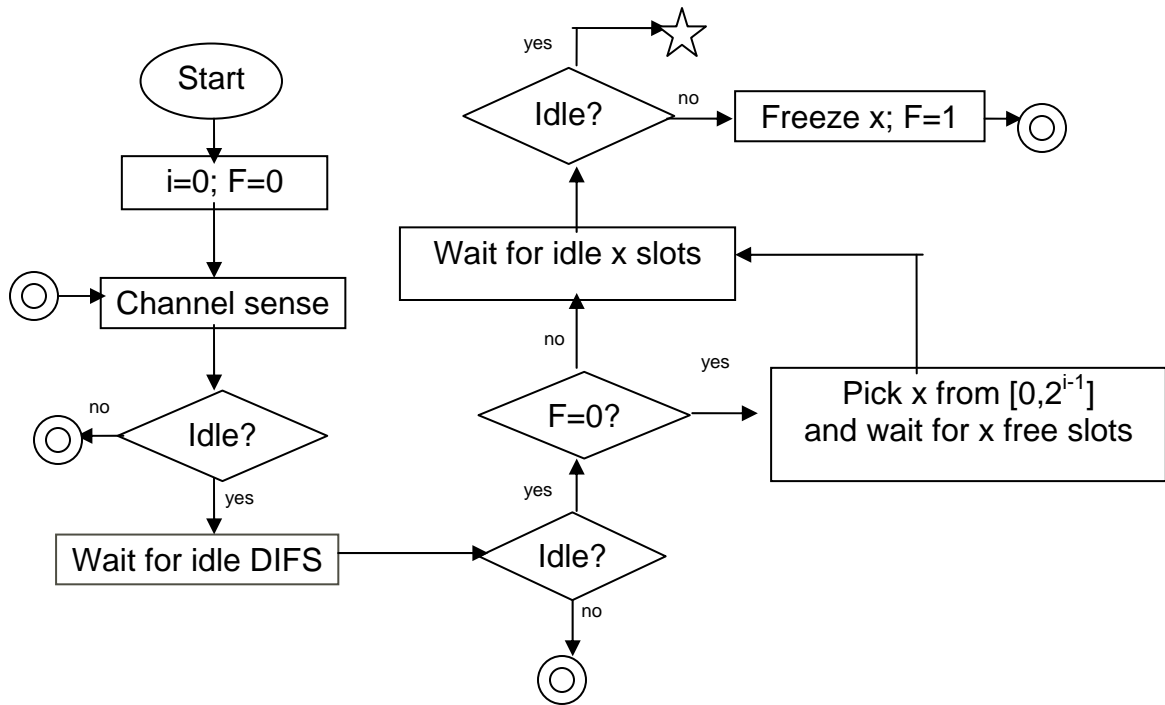 Start
i=0; F=0
Channel sense
Idle?
no
yes
Wait for idle DIFS
Idle?
yes
no
F=0?
no
yes
Pick x from [0,2^{i-1}]
and wait for x free slots
Wait for idle x slots
Idle?
yes
no
Freeze x; F=1